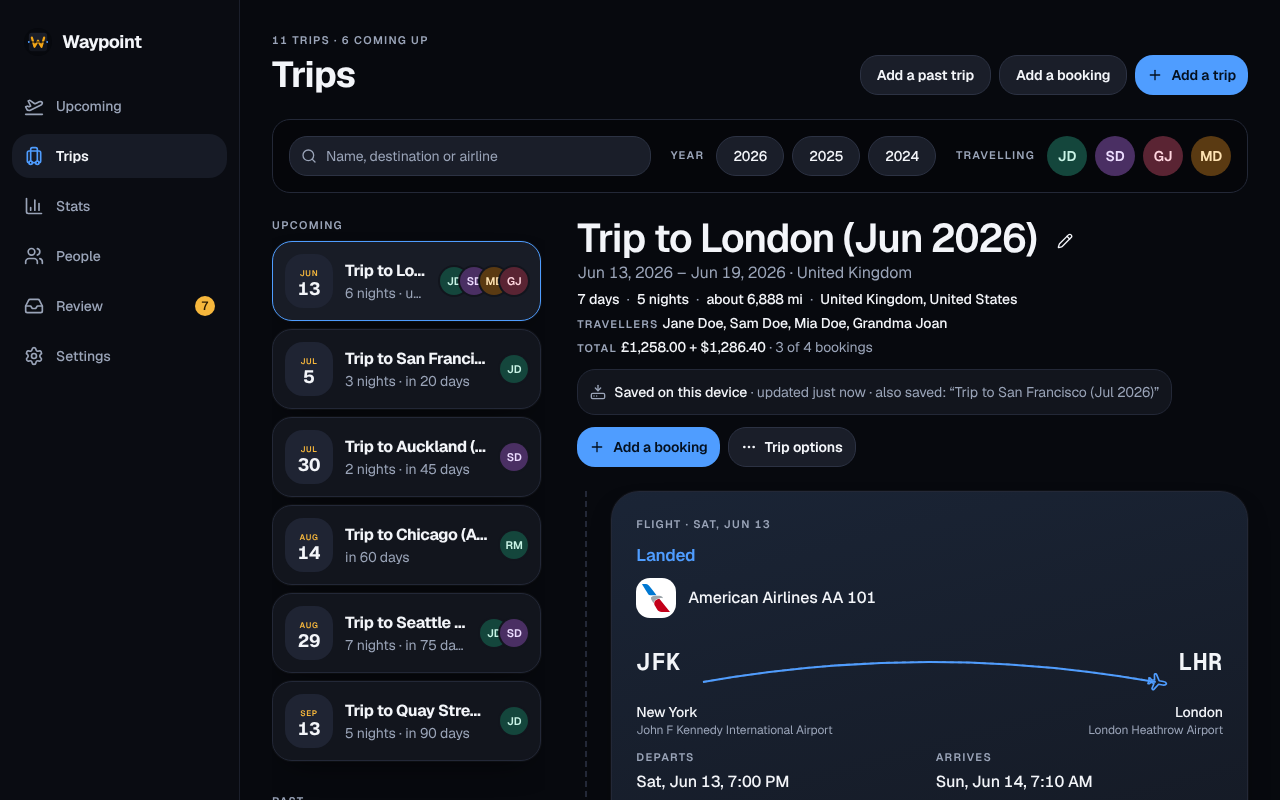 Waypoint
Upcoming
Trips
Stats
People
Review 7
Settings
11 TRIPS · 6 COMING UP
Trips
Add a past trip
Add a booking
Add a trip
Name, destination or airline
YEAR 2026 2025 2024
TRAVELLING JD SD GJ MD
UPCOMING
JUN 13
Trip to Lo...
6 nights · u...
JD SD MD GJ
JUL 5
Trip to San Franci...
3 nights · in 20 days
JD
JUL 30
Trip to Auckland (...
2 nights · in 45 days
SD
AUG 14
Trip to Chicago (A...
in 60 days
RM
AUG 29
Trip to Seattle ...
7 nights · in 75 da...
JD SD
SEP 13
Trip to Quay Stre...
5 nights · in 90 days
JD
PAST
Trip to London (Jun 2026)
Jun 13, 2026 – Jun 19, 2026 · United Kingdom
7 days · 5 nights · about 6,888 mi · United Kingdom, United States
TRAVELLERS Jane Doe, Sam Doe, Mia Doe, Grandma Joan
TOTAL £1,258.00 + $1,286.40 · 3 of 4 bookings
Saved on this device · updated just now · also saved: “Trip to San Francisco (Jul 2026)”
Add a booking
Trip options
FLIGHT · SAT, JUN 13
Landed
American Airlines AA 101
JFK LHR
New York London
John F Kennedy International Airport London Heathrow Airport
DEPARTS ARRIVES
Sat, Jun 13, 7:00 PM Sun, Jun 14, 7:10 AM